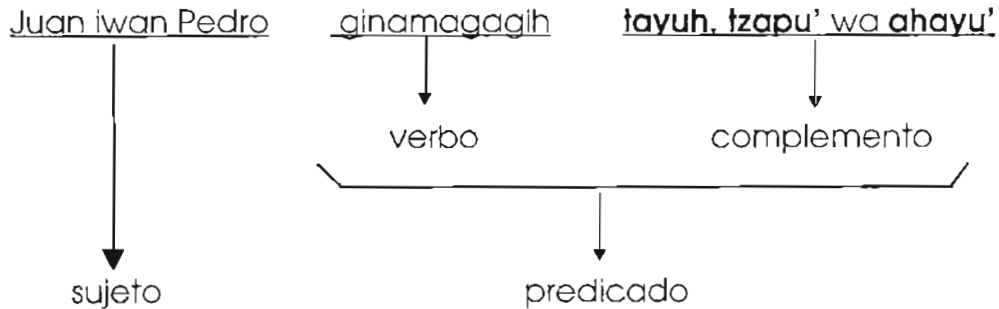 Juan iwan Pedro ginamagagih tayuh, tzapu' wa ahayu'
verbo complemento
sujeto predicado